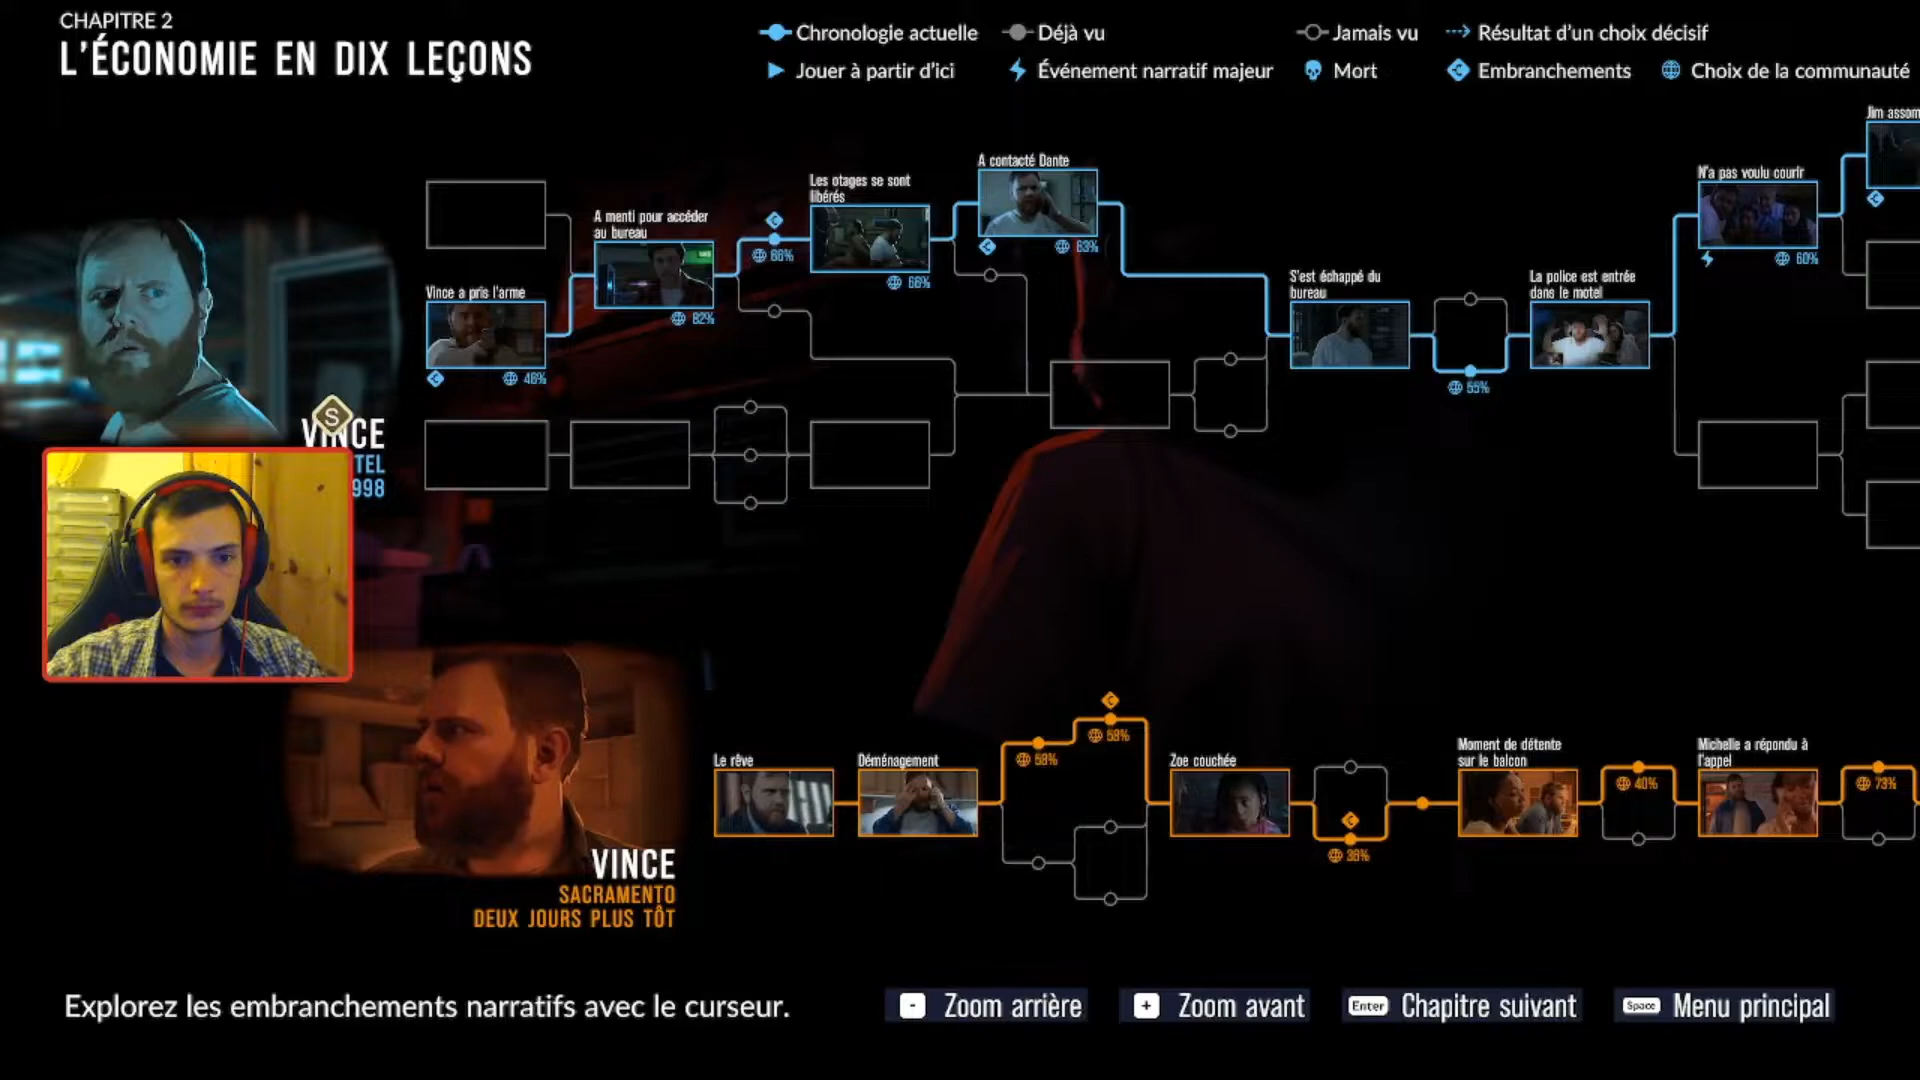 CHAPITRE 2
L'ÉCONOMIE EN DIX LEÇONS
Chronologie actuelle
Déjà vu
Jamais vu
Résultat d'un choix décisif
Jouer à partir d'ici
Événement narratif majeur
Mort
Embranchements
Choix de la communauté
Jim assom
A contacté Dante
N'a pas voulu courir
Les otages se sont
libérés
A menti pour accéder
au bureau
66%
63%
60%
S'est échappé du
bureau
La police est entrée
dans le motel
Vince a pris l'arme
66%
82%
46%
55%
S
VINCE
TEL
998
58%
58%
Le rêve
Déménagement
Zoe couchée
Moment de détente
sur le balcon
Michelle a répondu à
l'appel
40%
73%
36%
VINCE
SACRAMENTO
DEUX JOURS PLUS TÔT
Explorez les embranchements narratifs avec le curseur.
- Zoom arrière
+ Zoom avant
Enter Chapitre suivant
Space Menu principal